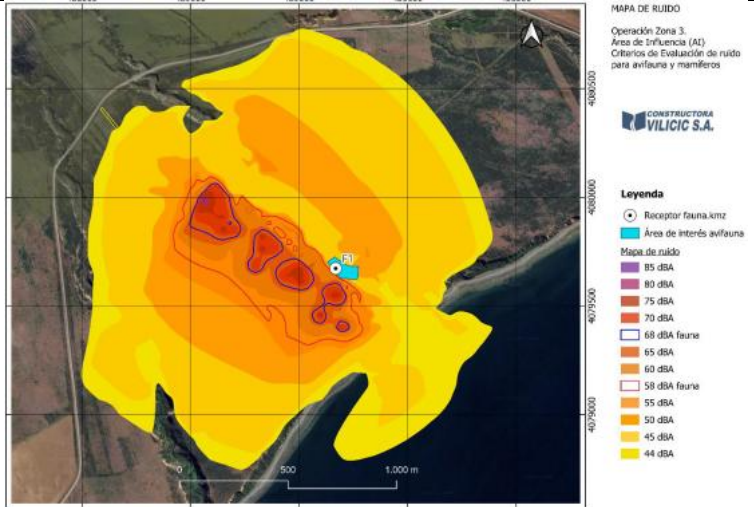 MAPA DE RUIDO
Operación Zona 3.
Área de Influencia (AI)
Criterios de Evaluación de ruido
para avifauna y mamíferos
CONSTRUCTORA
VILICIC S.A.
Leyenda
Receptor fauna.kmz
Área de interés avifauna
Mapa de ruido
85 dBA
80 dBA
75 dBA
70 dBA
68 dBA fauna
65 dBA
60 dBA
58 dBA fauna
55 dBA
50 dBA
45 dBA
44 dBA
4080500
4080000
4079500
4079000
F1
0
500
1.000 m